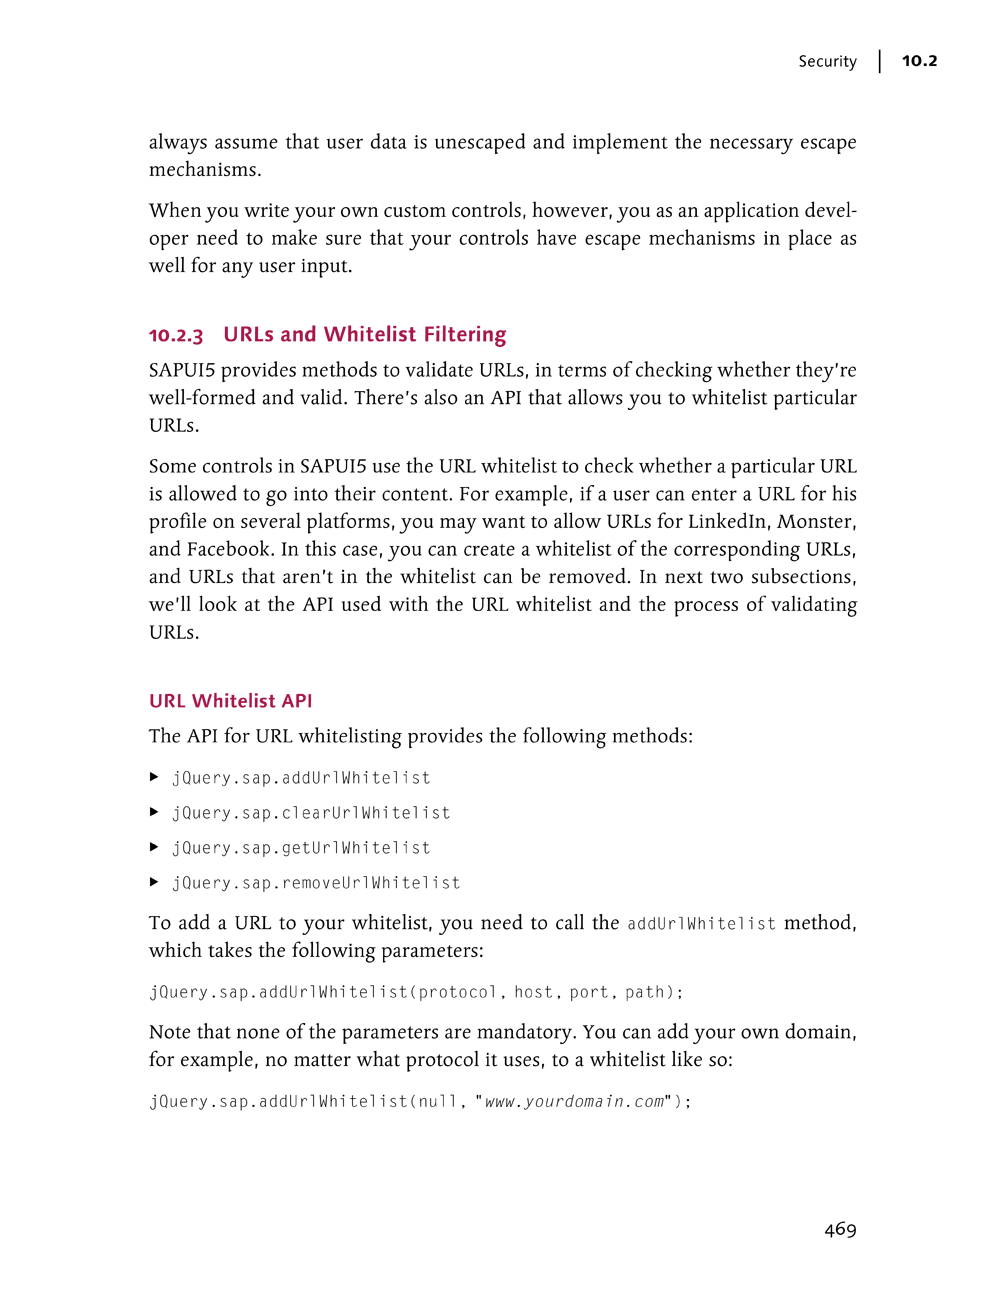 Security | 10.2
always assume that user data is unescaped and implement the necessary escape
mechanisms.
When you write your own custom controls, however, you as an application devel-
oper need to make sure that your controls have escape mechanisms in place as
well for any user input.
10.2.3 URLs and Whitelist Filtering
SAPUI5 provides methods to validate URLs, in terms of checking whether they're
well-formed and valid. There's also an API that allows you to whitelist particular
URLs.
Some controls in SAPUI5 use the URL whitelist to check whether a particular URL
is allowed to go into their content. For example, if a user can enter a URL for his
profile on several platforms, you may want to allow URLs for LinkedIn, Monster,
and Facebook. In this case, you can create a whitelist of the corresponding URLs,
and URLs that aren't in the whitelist can be removed. In next two subsections,
we'll look at the API used with the URL whitelist and the process of validating
URLs.
URL Whitelist API
The API for URL whitelisting provides the following methods:
▶ jQuery.sap.addUrlWhitelist
▶ jQuery.sap.clearUrlWhitelist
▶ jQuery.sap.getUrlWhitelist
▶ jQuery.sap.removeUrlWhitelist
To add a URL to your whitelist, you need to call the addUrlWhitelist method,
which takes the following parameters:
jQuery.sap.addUrlWhitelist(protocol, host, port, path);
Note that none of the parameters are mandatory. You can add your own domain,
for example, no matter what protocol it uses, to a whitelist like so:
jQuery.sap.addUrlWhitelist(null, "www.yourdomain.com");
469